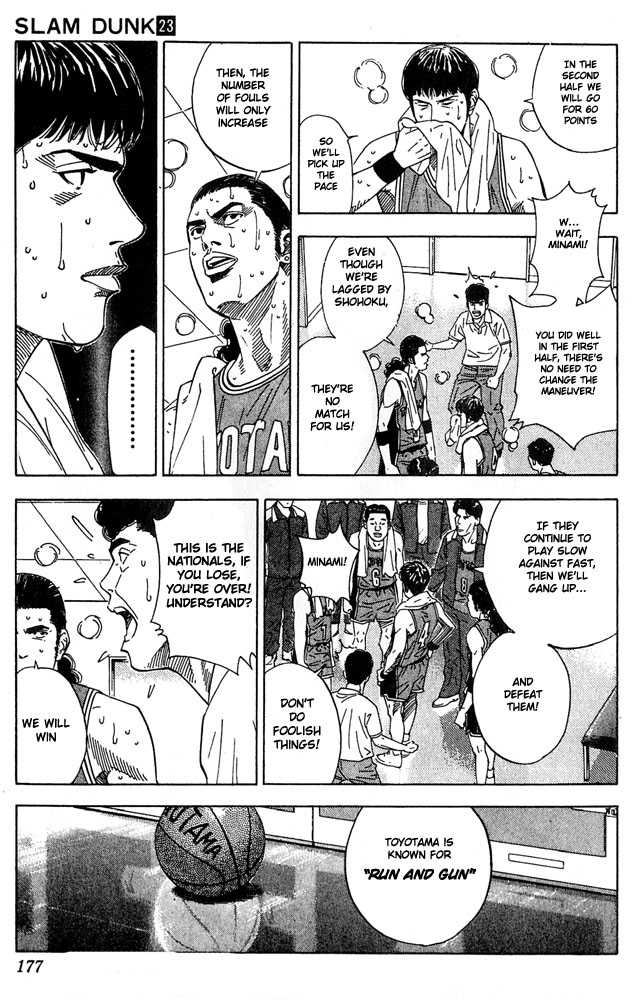 SLAM DUNK 23
IN THE
SECOND
HALF WE
WILL GO
FOR 60
POINTS
SO
WE'LL
PICK UP
THE
PACE
THEN, THE
NUMBER
OF FOULS
WILL ONLY
INCREASE
..........
OTA
W...
WAIT,
MINAMI!
YOU DID WELL
IN THE FIRST
HALF, THERE'S
NO NEED TO
CHANGE THE
MANEUVER!
EVEN
THOUGH
WE'RE
LAGGED BY
SHOHOKU,
THEY'RE
NO
MATCH
FOR US!
IF THEY
CONTINUE TO
PLAY SLOW
AGAINST FAST,
THEN WE'LL
GANG UP...
AND
DEFEAT
THEM!
MINAMI!
6
4
DON'T
DO
FOOLISH
THINGS!
THIS IS THE
NATIONALS, IF
YOU LOSE,
YOU'RE OVER!
UNDERSTAND?
WE WILL
WIN
TOYOTAMA IS
KNOWN FOR
"RUN AND GUN"
YOTAMA
177